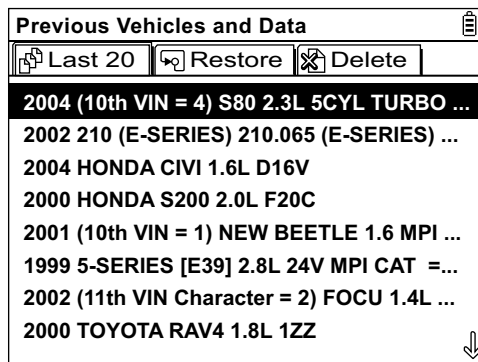 Previous Vehicles and Data
Last 20 Restore Delete
2004 (10th VIN = 4) S80 2.3L 5CYL TURBO ...
2002 210 (E-SERIES) 210.065 (E-SERIES) ...
2004 HONDA CIVI 1.6L D16V
2000 HONDA S200 2.0L F20C
2001 (10th VIN = 1) NEW BEETLE 1.6 MPI ...
1999 5-SERIES [E39] 2.8L 24V MPI CAT =...
2002 (11th VIN Character = 2) FOCU 1.4L ...
2000 TOYOTA RAV4 1.8L 1ZZ